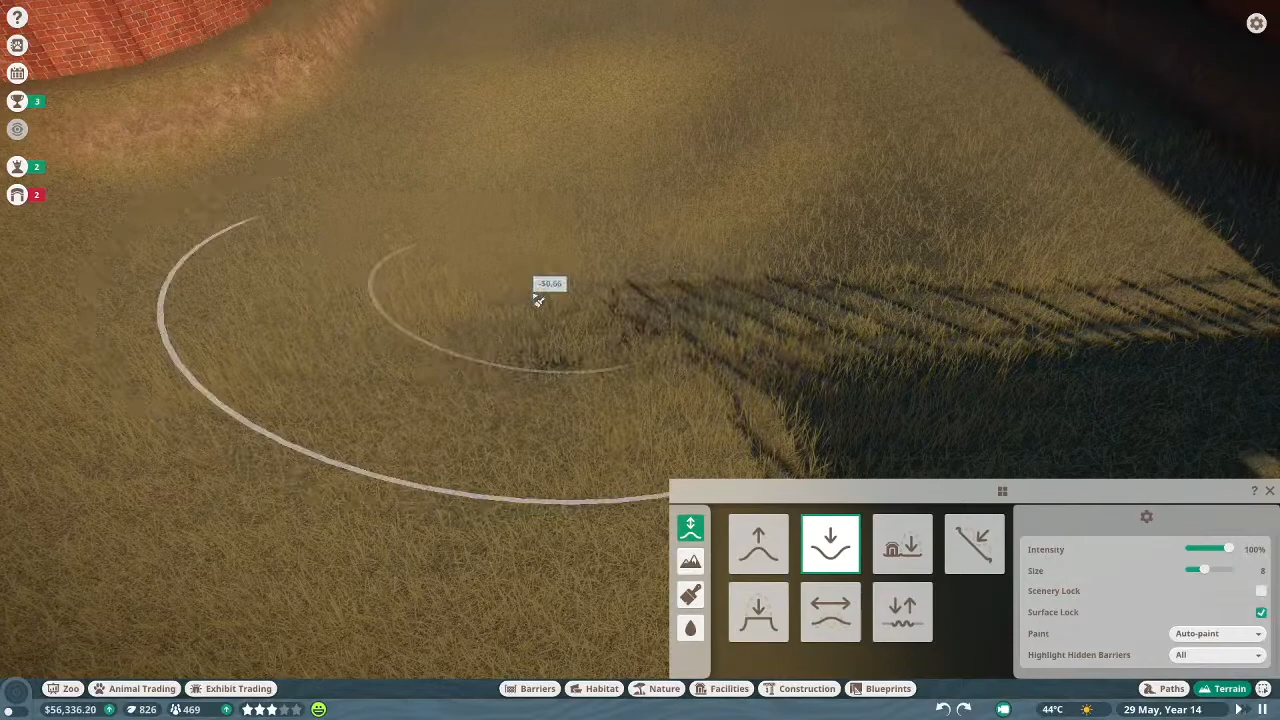 ?
3
2
2
-$0.66
?
Intensity 100%
Size 8
Scenery Lock
Surface Lock
Paint Auto-paint
Highlight Hidden Barriers All
Zoo Animal Trading Exhibit Trading Barriers Habitat Nature Facilities Construction Blueprints Paths Terrain
$56,336.20 826 469 44°C 29 May, Year 14